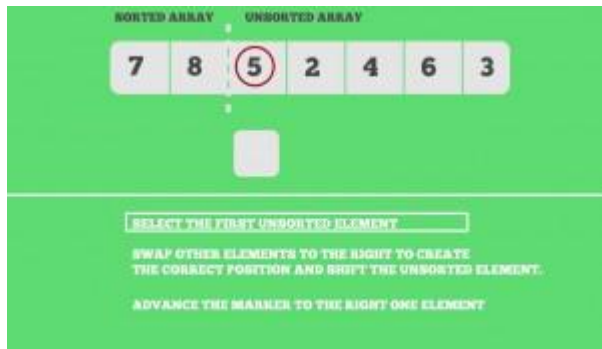 SORTED ARRAY UNSORTED ARRAY
7 8 5 2 4 6 3
SELECT THE FIRST UNSORTED ELEMENT
SWAP OTHER ELEMENTS TO THE RIGHT TO CREATE
THE CORRECT POSITION AND SHIFT THE UNSORTED ELEMENT.
ADVANCE THE MARKER TO THE RIGHT ONE ELEMENT